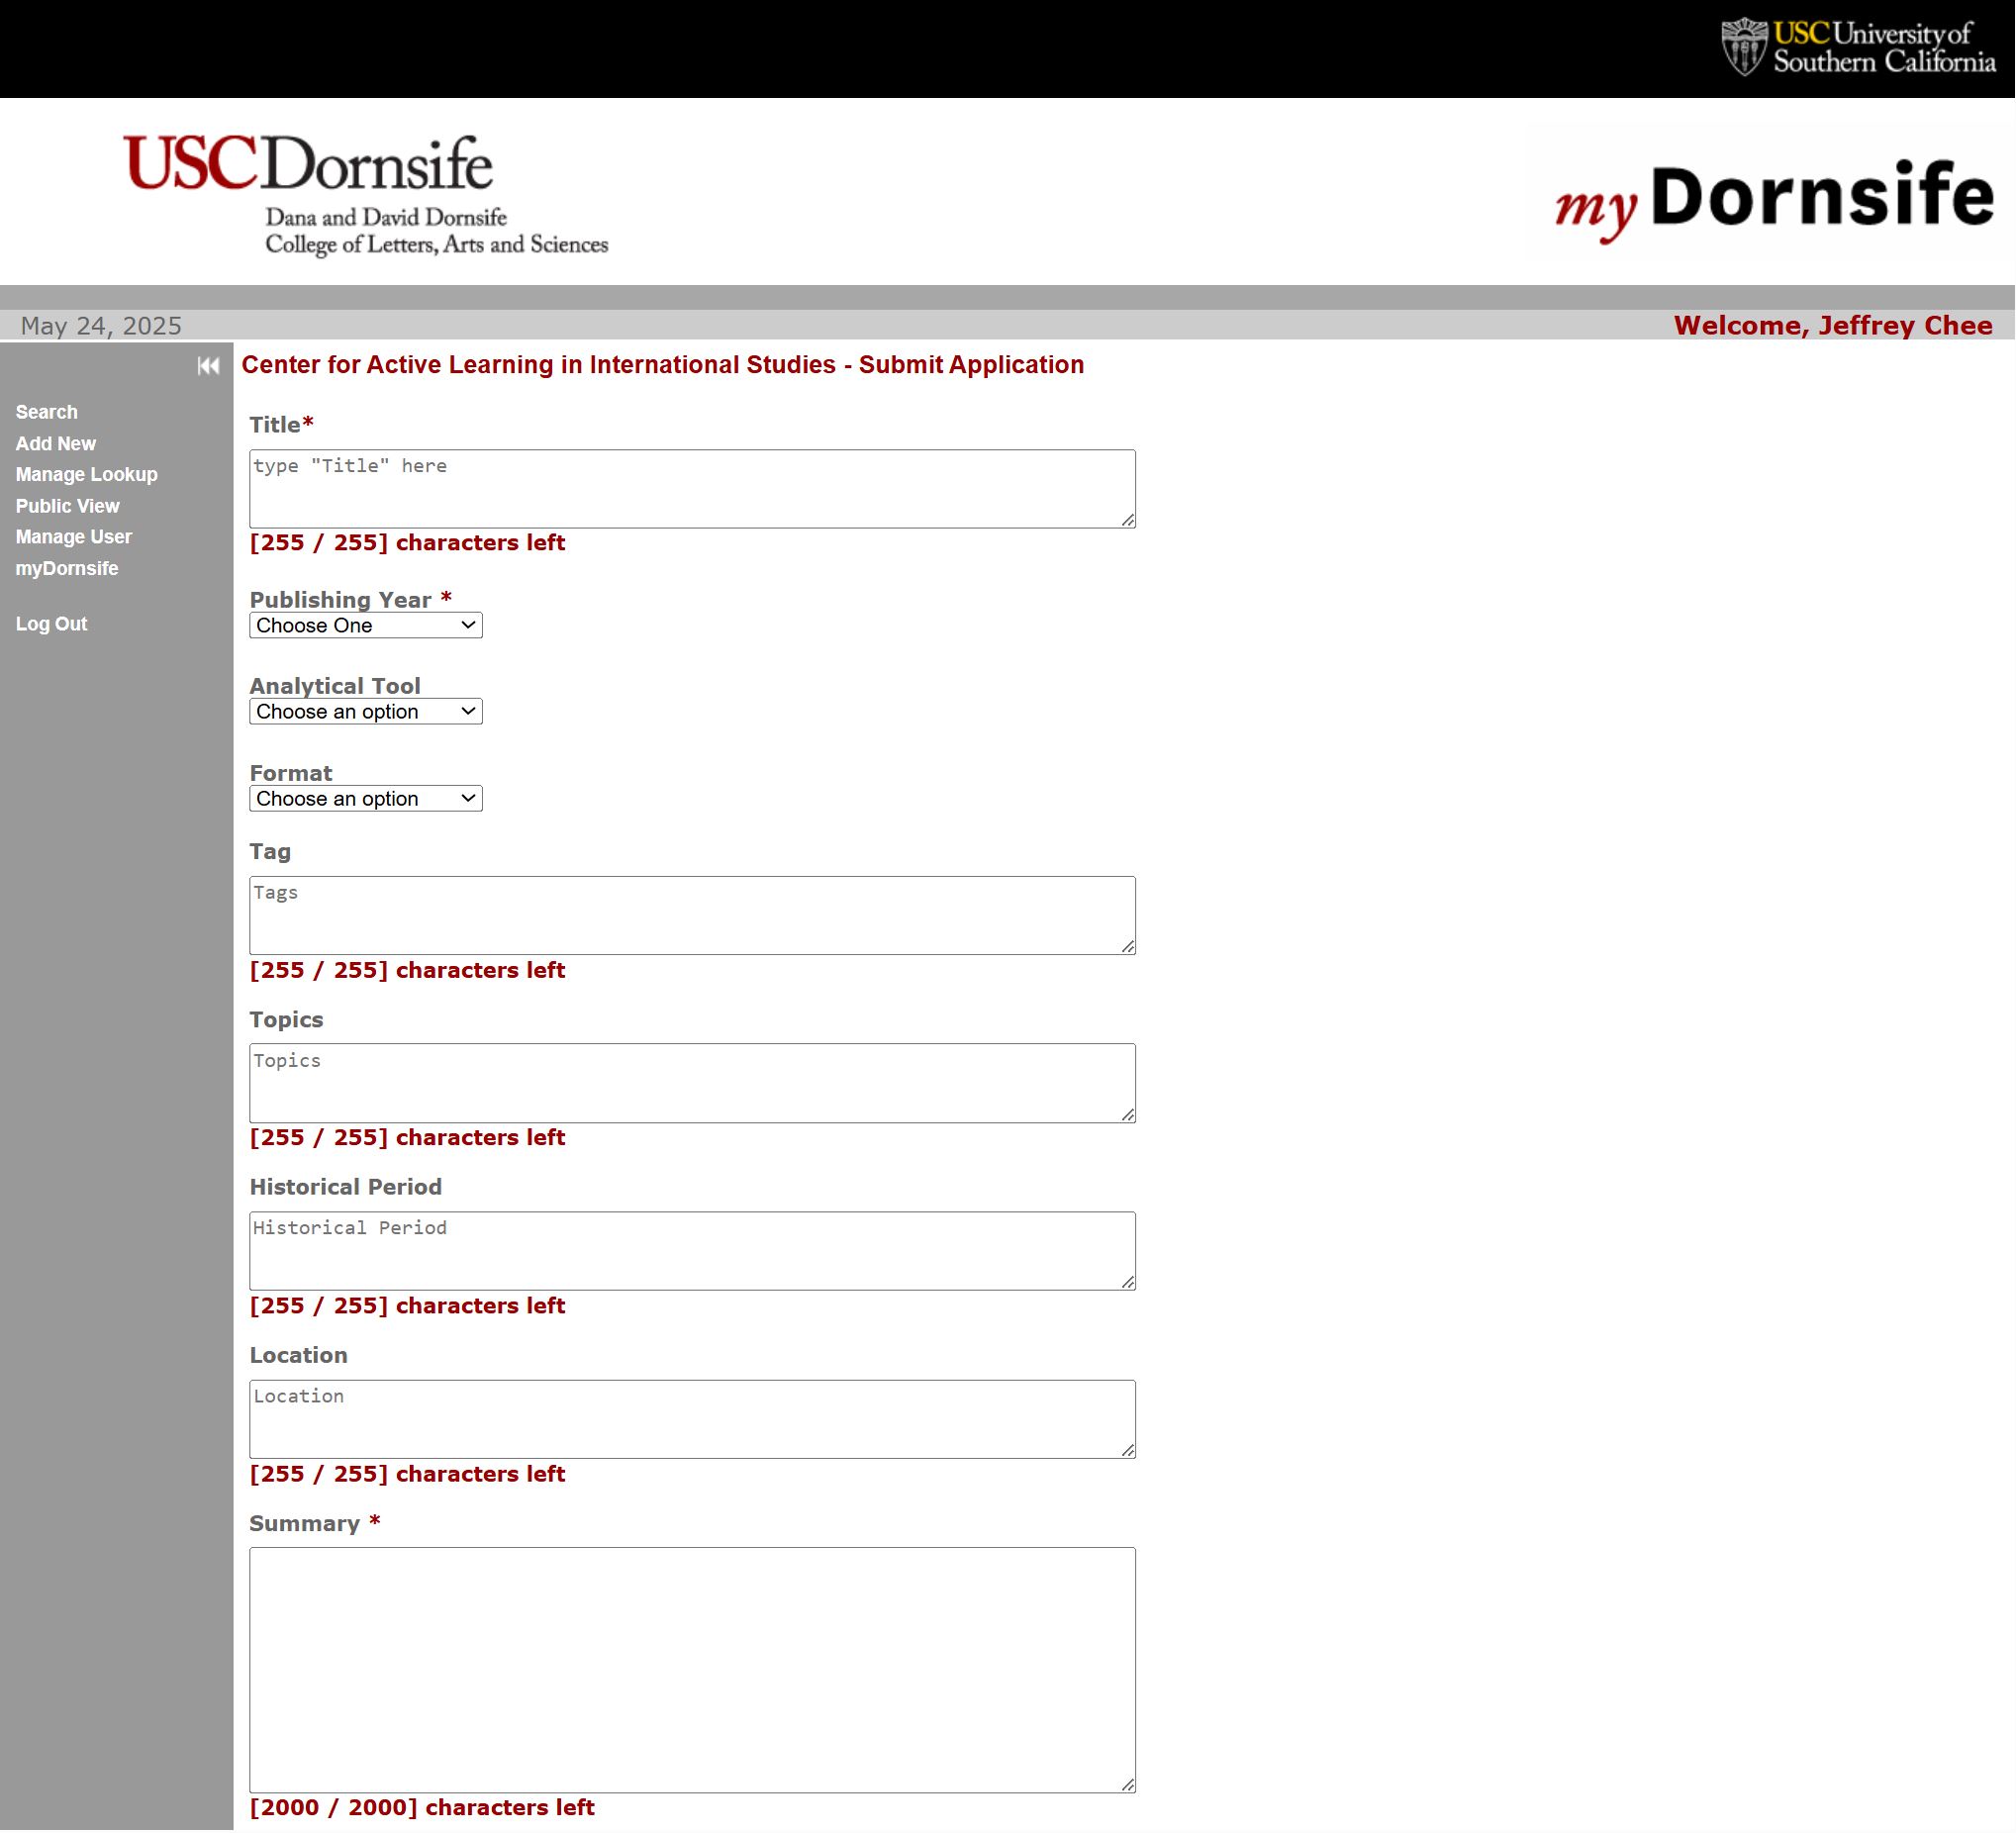 USC University of
Southern California
USCDornsife
Dana and David Dornsife
College of Letters, Arts and Sciences
my Dornsife
May 24, 2025
Welcome, Jeffrey Chee
Search
Add New
Manage Lookup
Public View
Manage User
myDornsife
Log Out
Center for Active Learning in International Studies - Submit Application
Title*
type "Title" here
[255 / 255] characters left
Publishing Year *
Choose One
Analytical Tool
Choose an option
Format
Choose an option
Tag
Tags
[255 / 255] characters left
Topics
Topics
[255 / 255] characters left
Historical Period
Historical Period
[255 / 255] characters left
Location
Location
[255 / 255] characters left
Summary *
[2000 / 2000] characters left